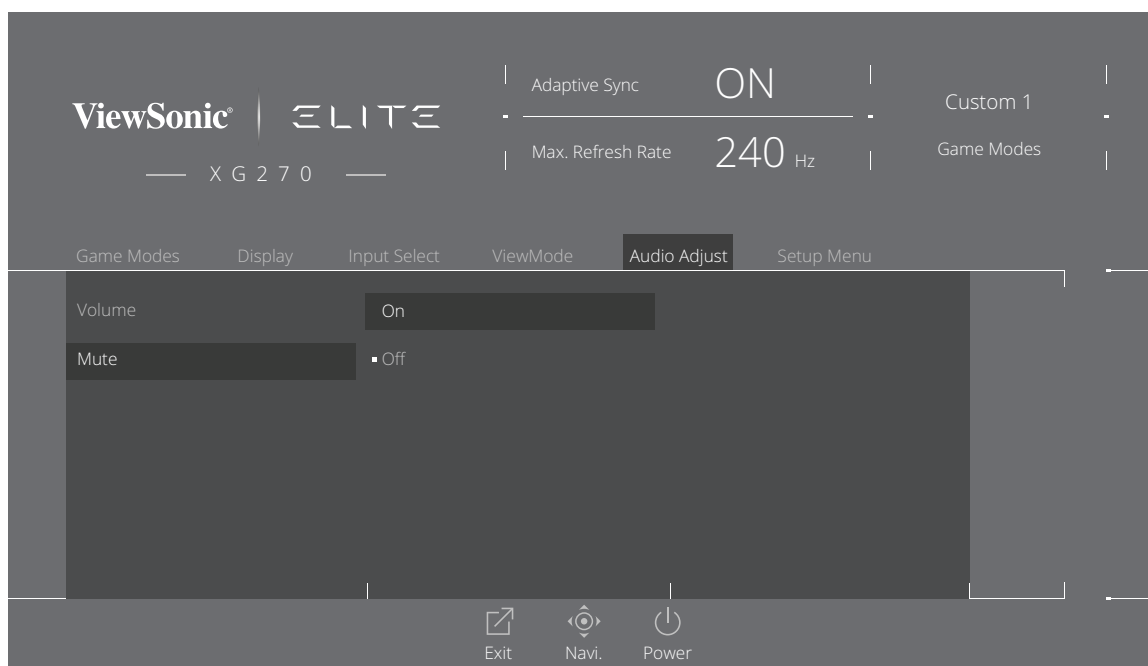 ViewSonic® ELITE
XG270
Adaptive Sync ON
Max. Refresh Rate 240 Hz
Custom 1
Game Modes
Game Modes Display Input Select ViewMode Audio Adjust Setup Menu
Volume On
Mute Off
Exit Navi. Power